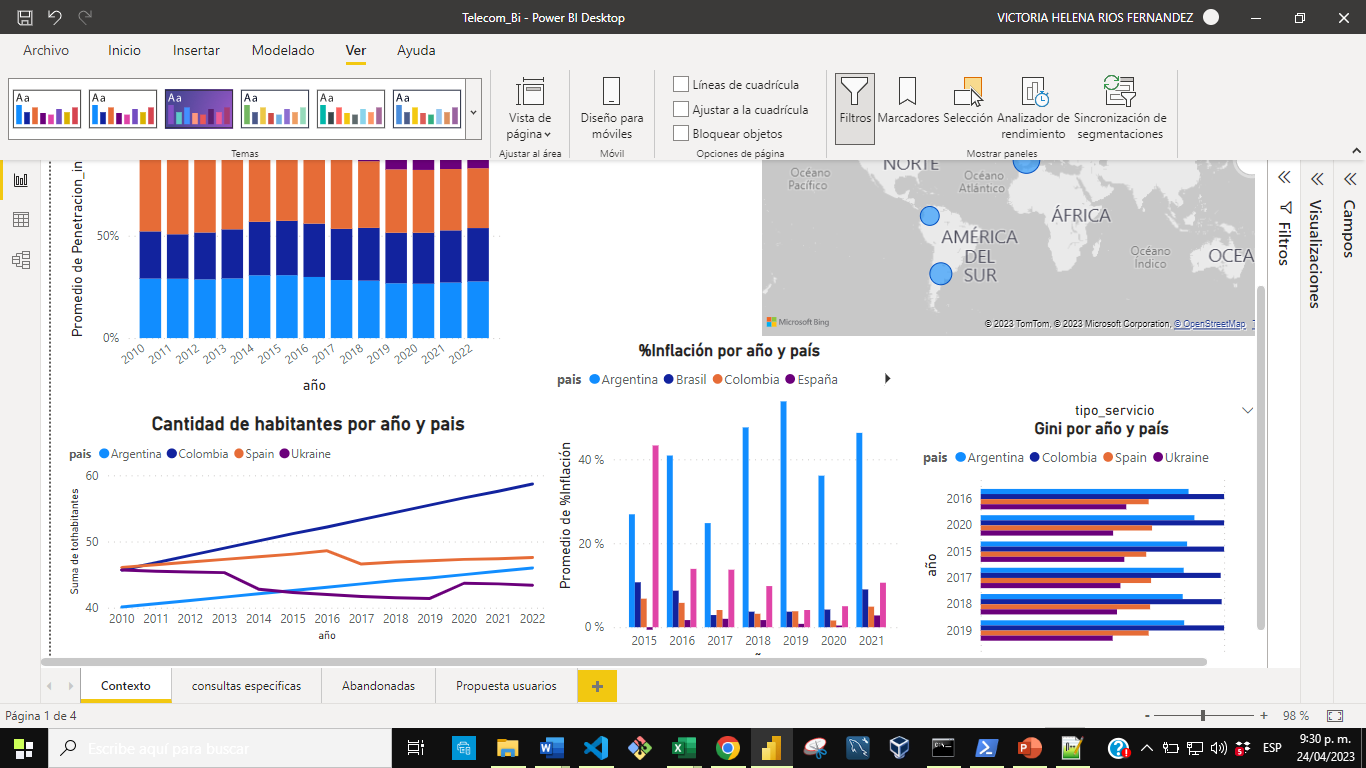 Telecom_Bi - Power BI Desktop
VICTORIA HELENA RIOS FERNANDEZ
Archivo Inicio Insertar Modelado Ver Ayuda
Aa Aa Aa Aa Aa Aa
Temas
Vista de
página
Ajustar al área
Diseño para
móviles
Móvil
Líneas de cuadrícula
Ajustar a la cuadrícula
Bloquear objetos
Opciones de página
Filtros
Marcadores
Selección
Analizador de
rendimiento
Sincronización de
segmentaciones
Mostrar paneles
Promedio de Penetracion_in
50%
0%
2010 2011 2012 2013 2014 2015 2016 2017 2018 2019 2020 2021 2022
año
NORTE
Océano
Pacífico
Océano
Atlántico
ÁFRICA
AMÉRICA
DEL
SUR
Océano
Índico
OCEA
Microsoft Bing
© 2023 TomTom, © 2023 Microsoft Corporation, © OpenStreetMap
Filtros
Visualizaciones
Campos
%Inflación por año y país
pais Argentina Brasil Colombia España
Promedio de %Inflación
40 %
20 %
0 %
2015 2016 2017 2018 2019 2020 2021
Cantidad de habitantes por año y pais
pais Argentina Colombia Spain Ukraine
Suma de tothabitantes
60
50
40
2010 2011 2012 2013 2014 2015 2016 2017 2018 2019 2020 2021 2022
año
tipo_servicio
Gini por año y país
pais Argentina Colombia Spain Ukraine
año
2016
2020
2015
2017
2018
2019
Contexto consultas especificas Abandonadas Propuesta usuarios
Página 1 de 4
98 %
Escribe aquí para buscar
ESP
9:30 p. m.
24/04/2023